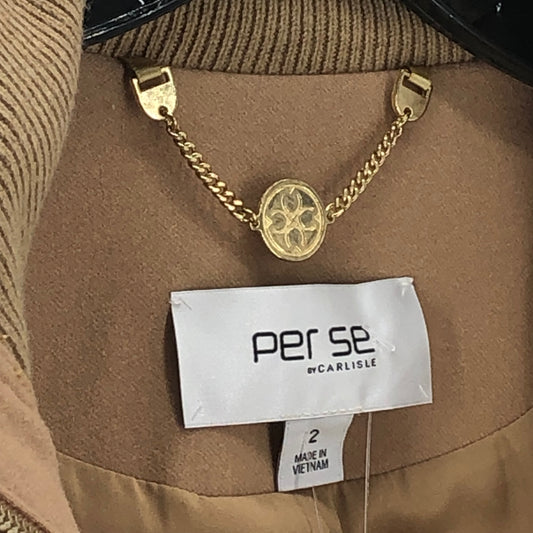 per se
BY CARLISLE
2
MADE IN
VIETNAM